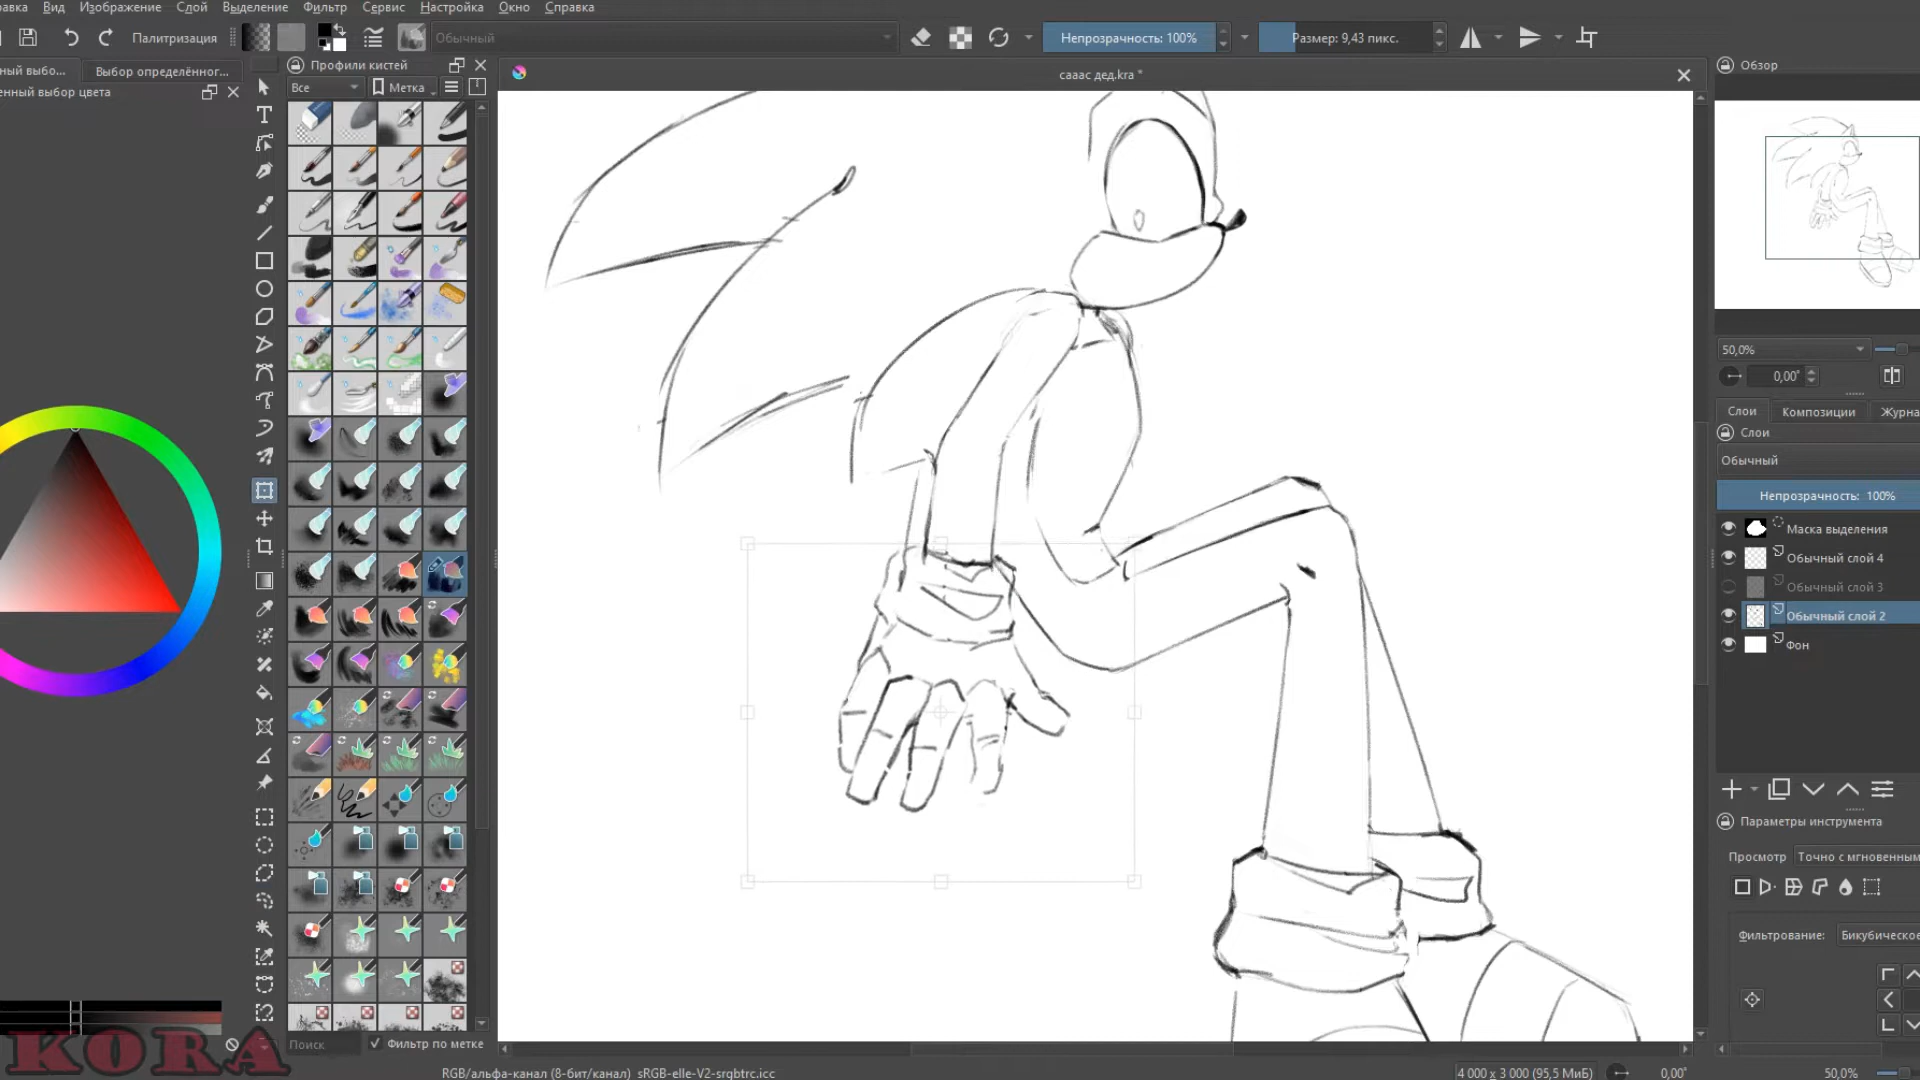 равка Вид Изображение Слой Выделение Фильтр Сервис Настройка Окно Справка
Палитризация Обычный Непрозрачность: 100% Размер: 9,43 пикс.
ный выбо... Выбор определённог...
енный выбор цвета
Профили кистей
Все Метка
сааас дед.kra *
Обзор
50,0%
0,00°
Слои Композиции Журна
Слои
Обычный
Непрозрачность: 100%
Маска выделения
Обычный слой 4
Обычный слой 3
Обычный слой 2
Фон
Параметры инструмента
Просмотр Точно с мгновенным
Фильтрование: Бикубическое
KORA
Поиск Фильтр по метке
RGB/альфа-канал (8-бит/канал) sRGB-elle-V2-srgbtrc.icc 4 000 x 3 000 (95,5 МиБ) 0,00° 50,0%